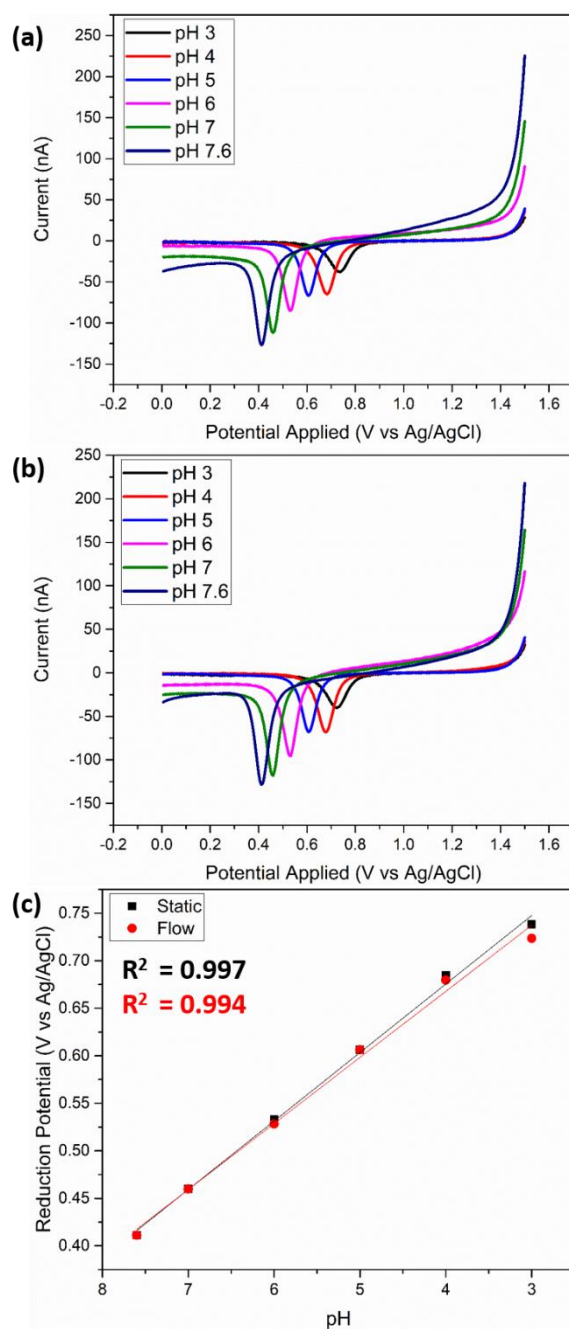 (a)
pH 3
pH 4
pH 5
pH 6
pH 7
pH 7.6
250
200
150
100
50
0
-50
-100
-150
Current (nA)
-0.2 0.0 0.2 0.4 0.6 0.8 1.0 1.2 1.4 1.6
Potential Applied (V vs Ag/AgCl)
(b)
pH 3
pH 4
pH 5
pH 6
pH 7
pH 7.6
250
200
150
100
50
0
-50
-100
-150
Current (nA)
-0.2 0.0 0.2 0.4 0.6 0.8 1.0 1.2 1.4 1.6
Potential Applied (V vs Ag/AgCl)
(c)
Static
Flow
R² = 0.997
R² = 0.994
0.75
0.70
0.65
0.60
0.55
0.50
0.45
0.40
Reduction Potential (V vs Ag/AgCl)
8 7 6 5 4 3
pH